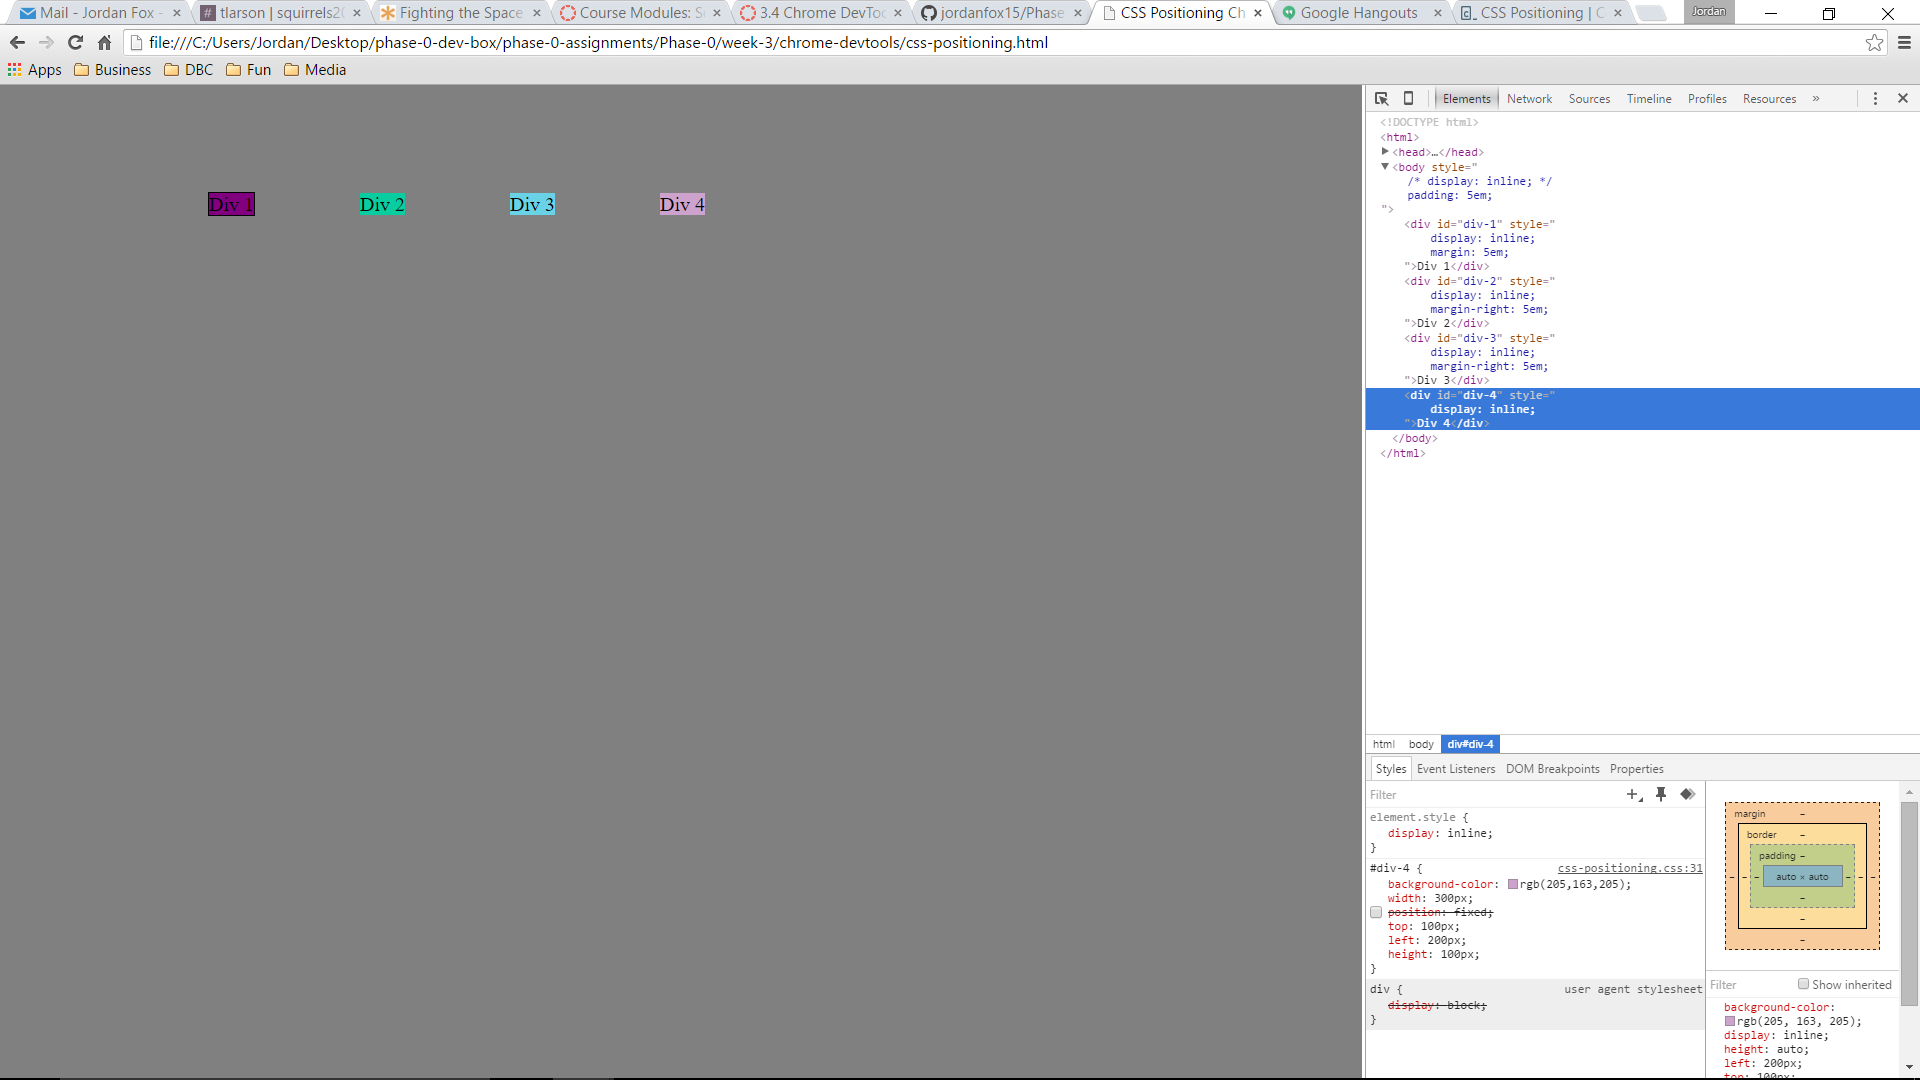 Mail - Jordan Fox -
tlarson | squirrels20
Fighting the Space
Course Modules: S
3.4 Chrome DevToo
jordanfox15/Phase
CSS Positioning Ch
Google Hangouts
CSS Positioning | C
Jordan
file:///C:/Users/Jordan/Desktop/phase-0-dev-box/phase-0-assignments/Phase-0/week-3/chrome-devtools/css-positioning.html
Apps Business DBC Fun Media
Div 1 Div 2 Div 3 Div 4
Elements Network Sources Timeline Profiles Resources »
<!DOCTYPE html>
<html>
<head>…</head>
<body style="
/* display: inline; */
padding: 5em;
">
<div id="div-1" style="
display: inline;
margin: 5em;
">Div 1</div>
<div id="div-2" style="
display: inline;
margin-right: 5em;
">Div 2</div>
<div id="div-3" style="
display: inline;
margin-right: 5em;
">Div 3</div>
<div id="div-4" style="
display: inline;
">Div 4</div>
</body>
</html>
html body div#div-4
Styles Event Listeners DOM Breakpoints Properties
Filter
element.style {
display: inline;
}
#div-4 { css-positioning.css:31
background-color: rgb(205,163,205);
width: 300px;
position: fixed;
top: 100px;
left: 200px;
height: 100px;
}
div { user agent stylesheet
display: block;
}
margin –
border –
padding –
– – – auto × auto – – –
–
–
–
Filter Show inherited
background-color:
rgb(205, 163, 205);
display: inline;
height: auto;
left: 200px;
top: 100px;